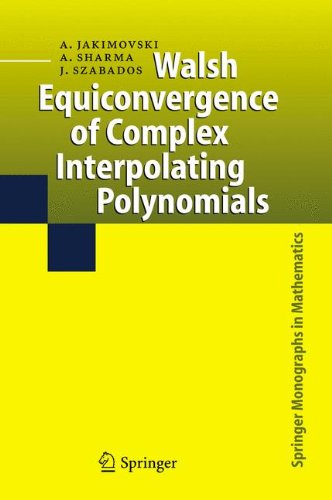 A. JAKIMOVSKI
A. SHARMA
J. SZABADOS
Walsh
Equiconvergence
of Complex
Interpolating
Polynomials
Springer Monographs in Mathematics
Springer